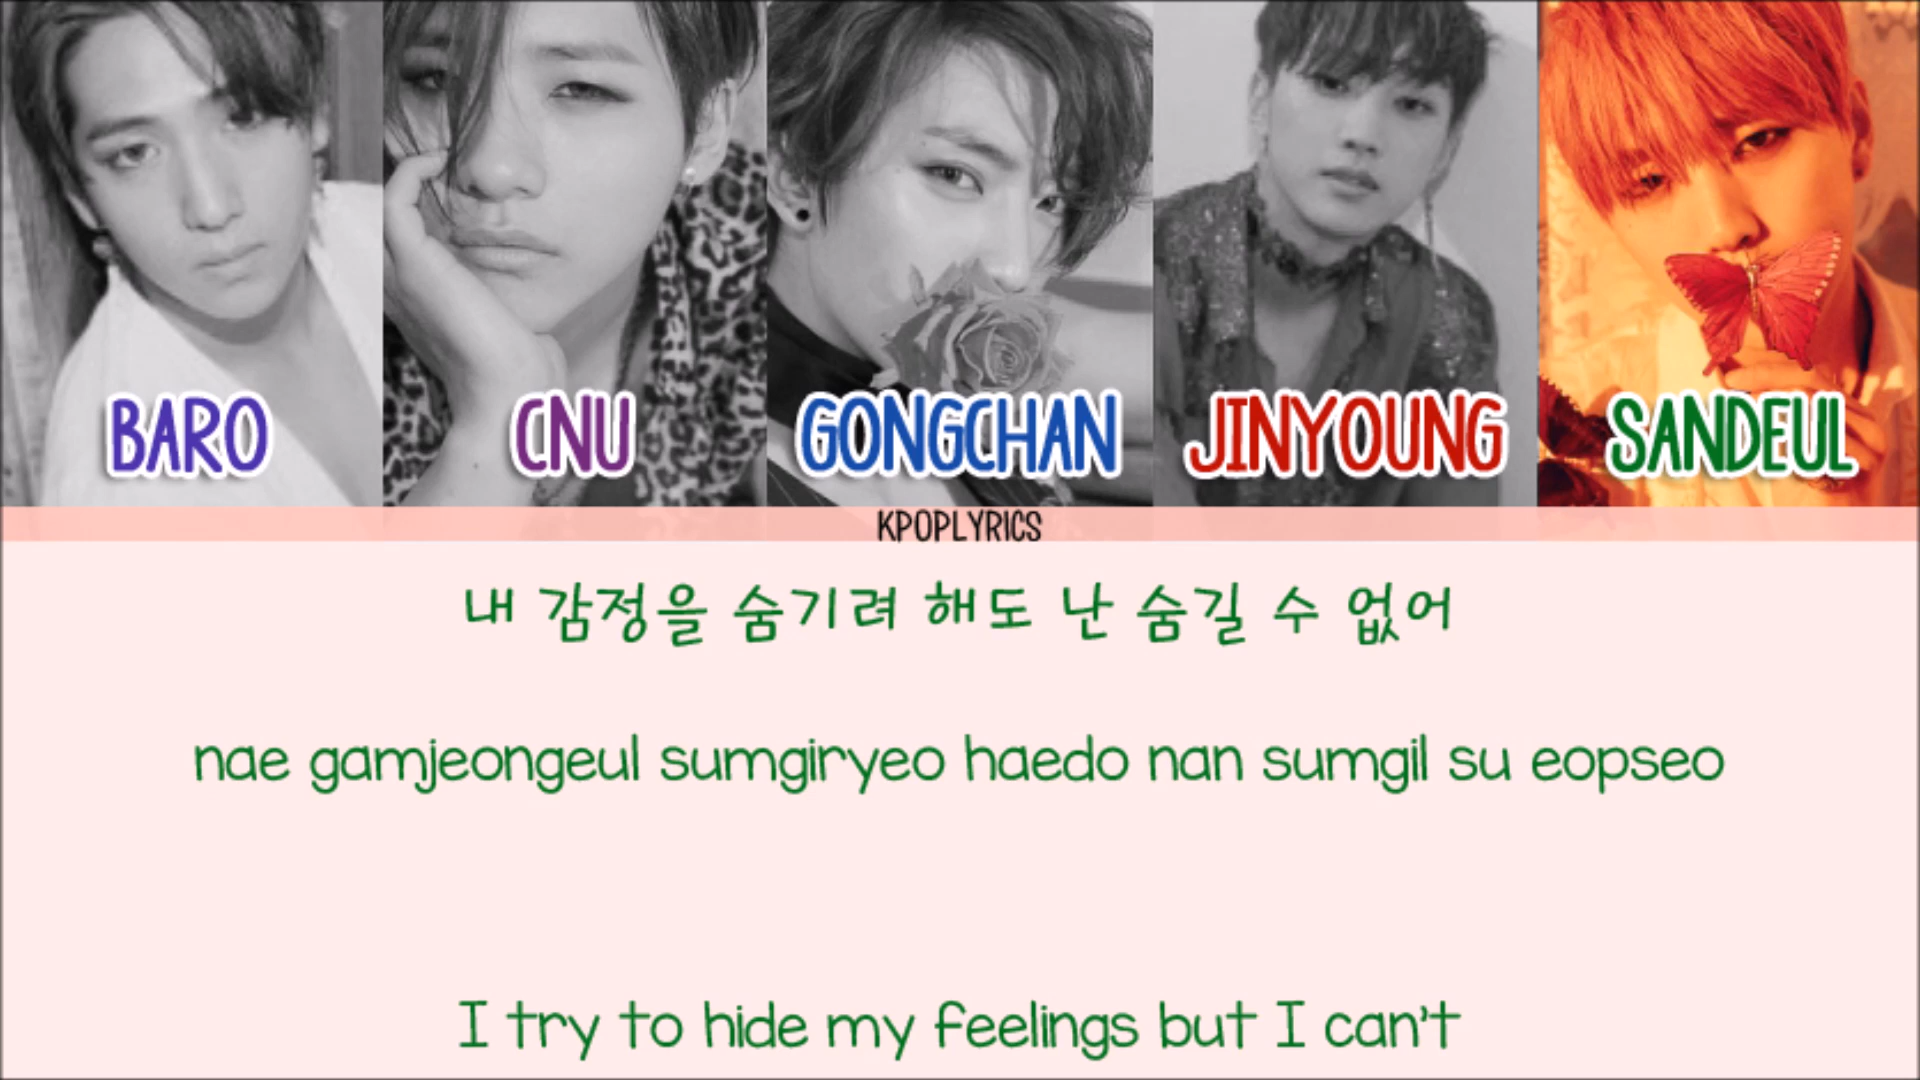 BARO
CNU
GONGCHAN
JINYOUNG
SANDEUL
KPOPLYRICS
내 감정을 숨기려 해도 난 숨길 수 없어
nae gamjeongeul sumgiryeo haedo nan sumgil su eopseo
I try to hide my feelings but I can't